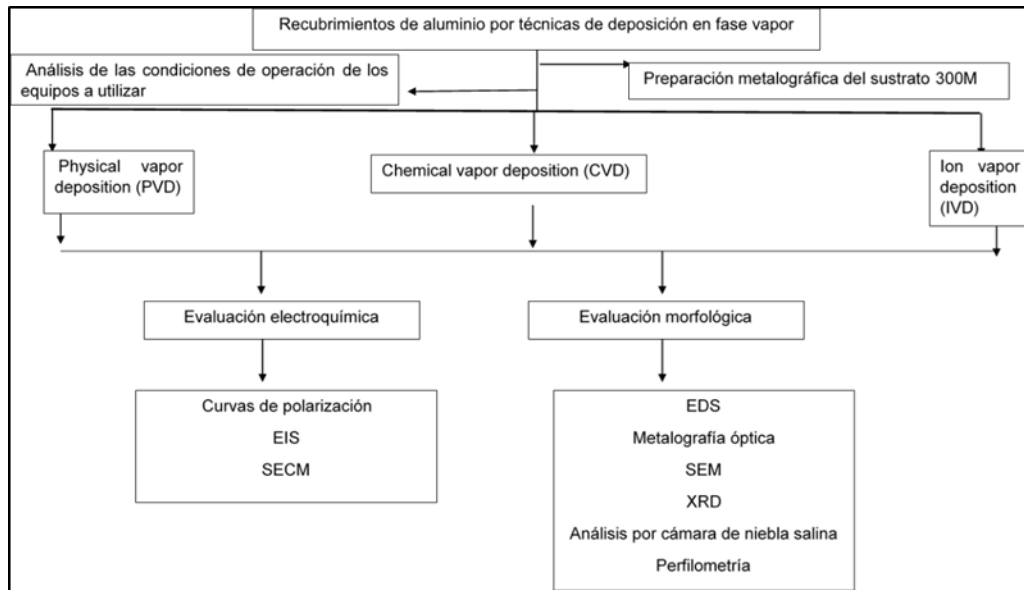 Recubrimientos de aluminio por técnicas de deposición en fase vapor
Análisis de las condiciones de operación de los
equipos a utilizar
Preparación metalográfica del sustrato 300M
Physical vapor
deposition (PVD)
Chemical vapor deposition (CVD)
Ion vapor
deposition
(IVD)
Evaluación electroquímica
Evaluación morfológica
Curvas de polarización
EIS
SECM
EDS
Metalografía óptica
SEM
XRD
Análisis por cámara de niebla salina
Perfilometría